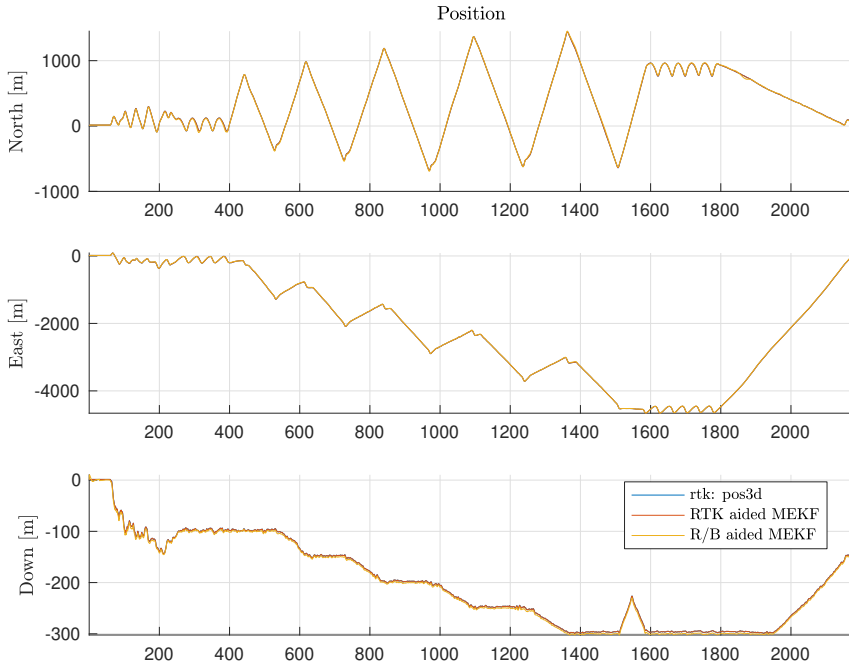 Position
North [m]
1000
0
-1000
200 400 600 800 1000 1200 1400 1600 1800 2000
East [m]
0
-2000
-4000
200 400 600 800 1000 1200 1400 1600 1800 2000
Down [m]
0
-100
-200
-300
rtk: pos3d
RTK aided MEKF
R/B aided MEKF
200 400 600 800 1000 1200 1400 1600 1800 2000